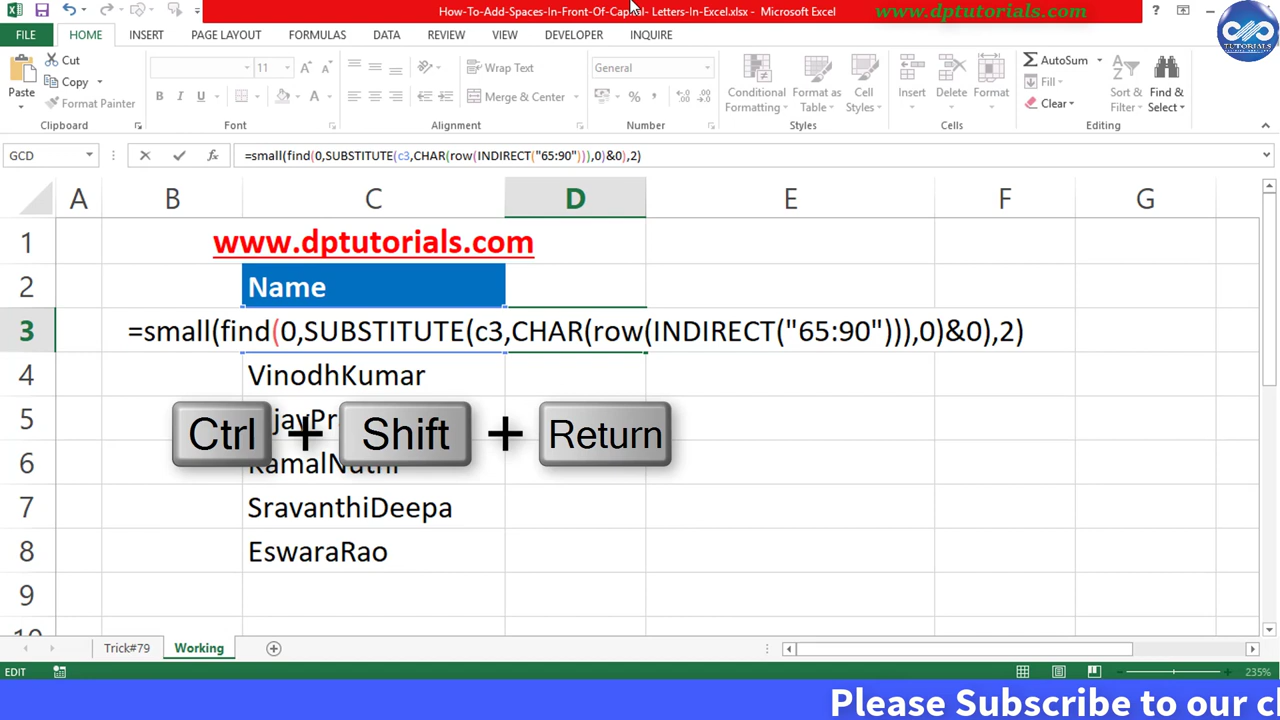 How-To-Add-Spaces-In-Front-Of-Capital- Letters-In-Excel.xlsx - Microsoft Excel
www.dptutorials.com
TUTORIALS
FILE HOME INSERT PAGE LAYOUT FORMULAS DATA REVIEW VIEW DEVELOPER INQUIRE
Paste
Cut
Copy
Format Painter
Clipboard
11
B I U
Font
Wrap Text
Merge & Center
Alignment
General
Number
Conditional Formatting
Format as Table
Cell Styles
Styles
Insert
Delete
Format
Cells
AutoSum
Fill
Clear
Sort & Filter
Find & Select
Editing
GCD
=small(find(0,SUBSTITUTE(c3,CHAR(row(INDIRECT("65:90"))),0)&0),2)
A B C D E F G
1 www.dptutorials.com
2 Name
3 =small(find(0,SUBSTITUTE(c3,CHAR(row(INDIRECT("65:90"))),0)&0),2)
4 VinodhKumar
5
Ctrl + Shift + Return
6
7 SravanthiDeepa
8 EswaraRao
9
10
Trick#79 Working
EDIT
235%
Please Subscribe to our c